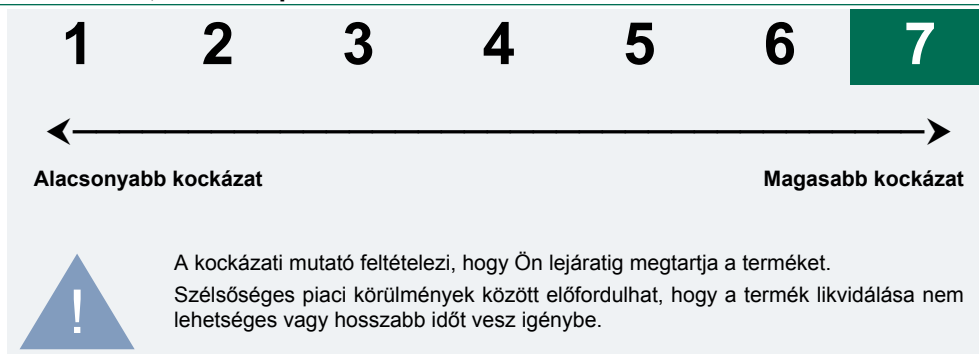 1 2 3 4 5 6 7
Alacsonyabb kockázat Magasabb kockázat
A kockázati mutató feltételezi, hogy Ön lejáratig megtartja a terméket.
! Szélsőséges piaci körülmények között előfordulhat, hogy a termék likvidálása nem
lehetséges vagy hosszabb időt vesz igénybe.